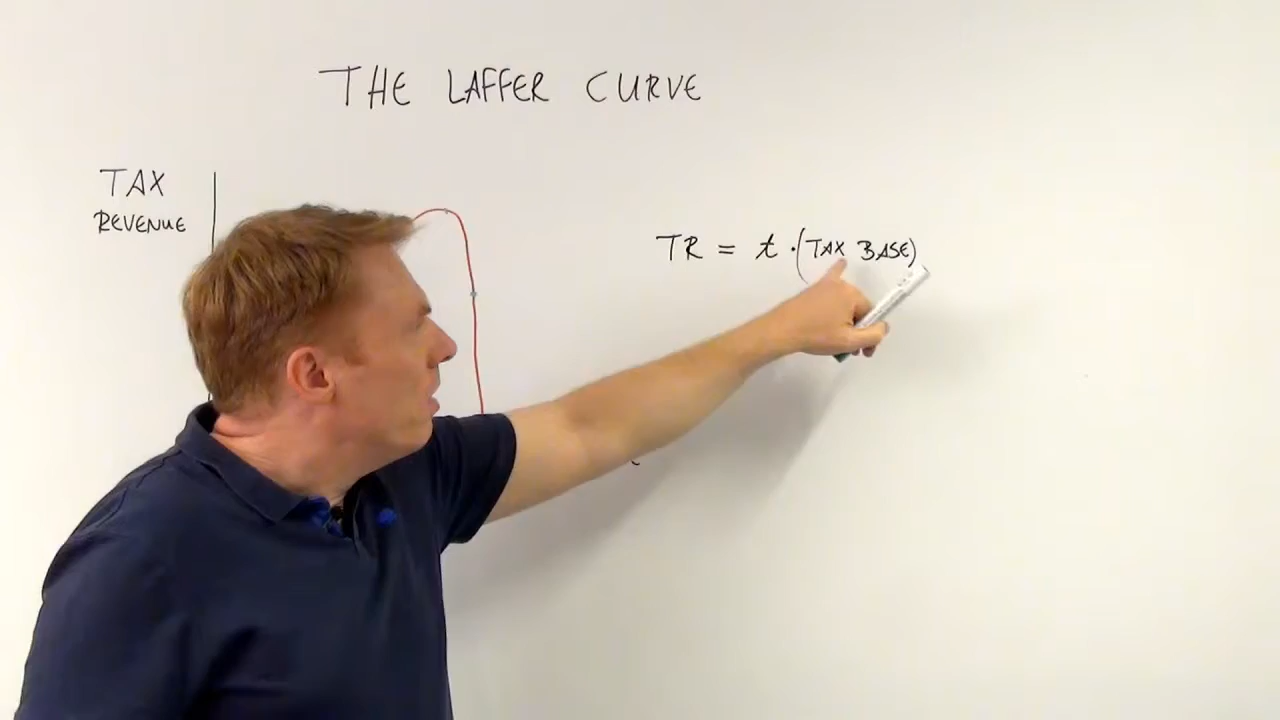 THE LAFFER CURVE
TAX
REVENUE
TR = t · (TAX BASE)